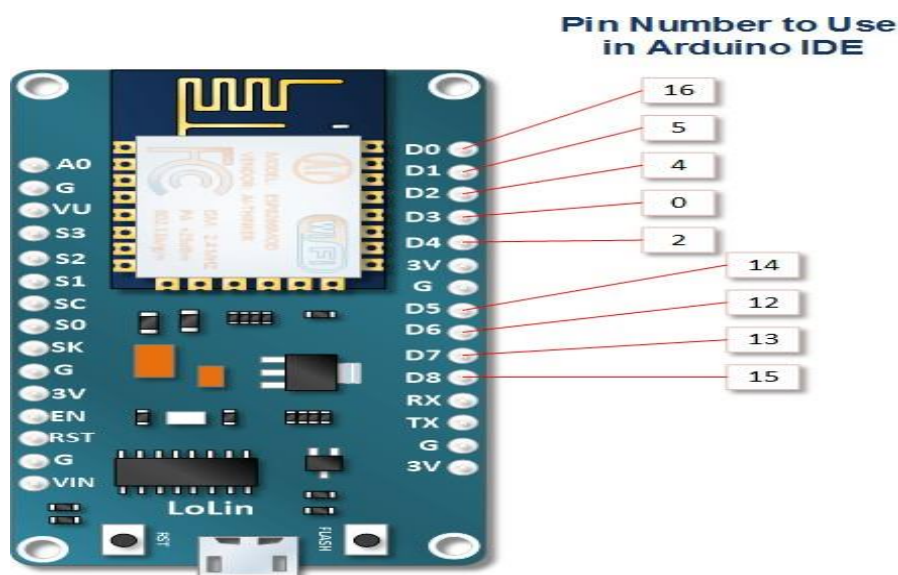 Pin Number to Use
in Arduino IDE
16
5
4
0
2
14
12
13
15
A0
G
VU
S3
S2
S1
SC
S0
SK
G
3V
EN
RST
G
VIN
D0
D1
D2
D3
D4
3V
G
D5
D6
D7
D8
RX
TX
G
3V
WiFi
LoLin
RST
FLASH